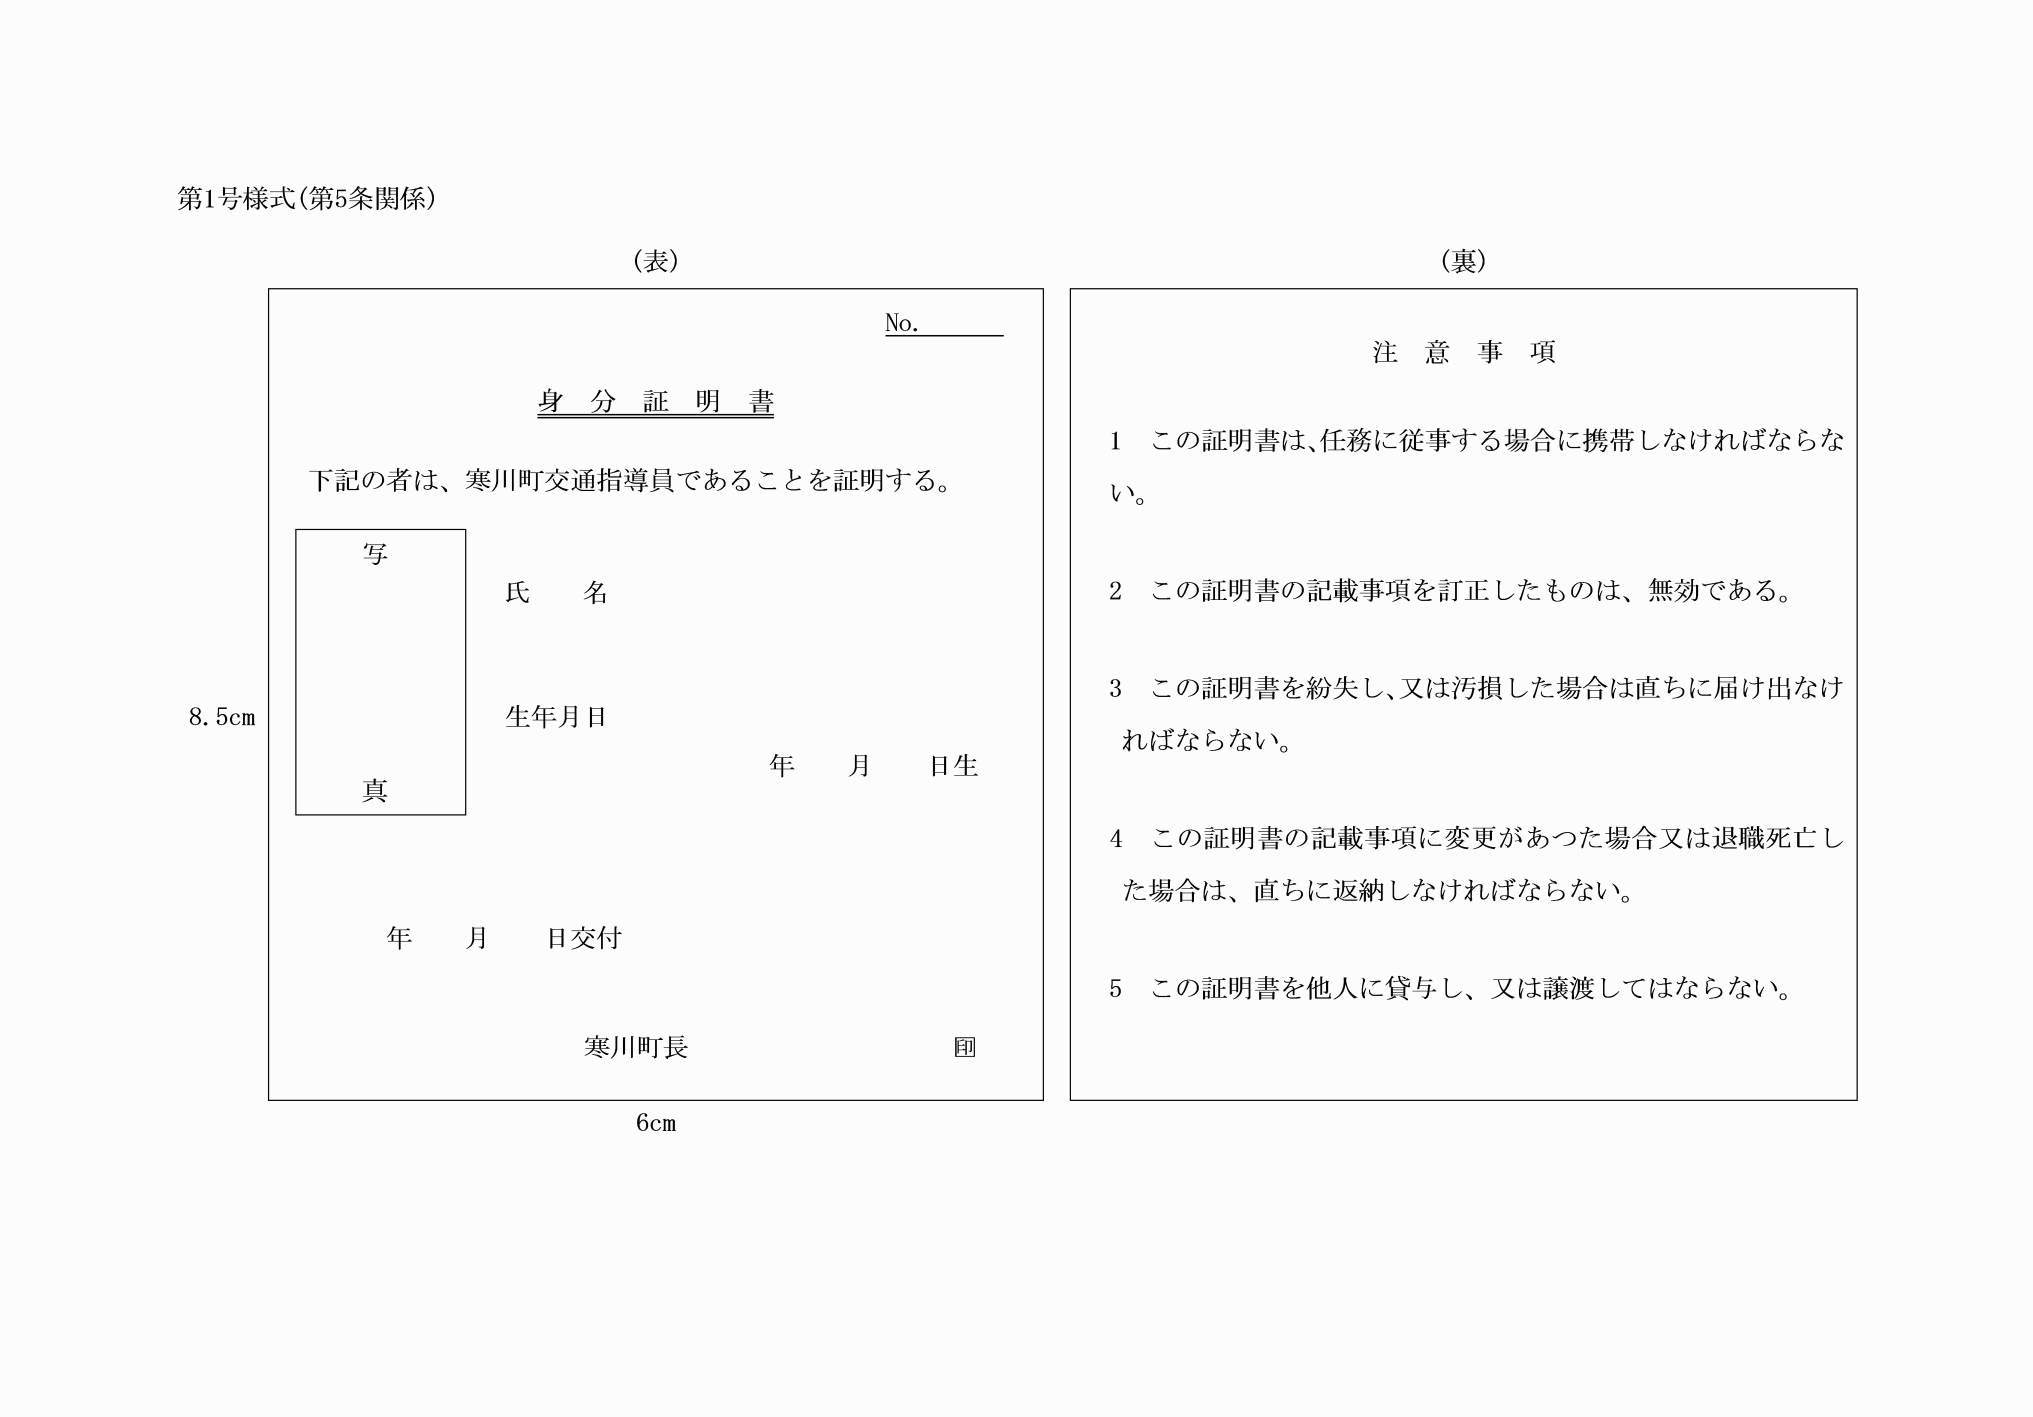 第1号様式(第5条関係)
(表)
No.
身　分　証　明　書
下記の者は、寒川町交通指導員であることを証明する。
写
真
氏　　名
生年月日
年　　月　　日生
8.5cm
年　　月　　日交付
寒川町長　　　　　　　　　　㊞
6cm
(裏)
注　意　事　項
1　この証明書は、任務に従事する場合に携帯しなければならな
い。
2　この証明書の記載事項を訂正したものは、無効である。
3　この証明書を紛失し、又は汚損した場合は直ちに届け出なけ
ればならない。
4　この証明書の記載事項に変更があつた場合又は退職死亡し
た場合は、直ちに返納しなければならない。
5　この証明書を他人に貸与し、又は譲渡してはならない。